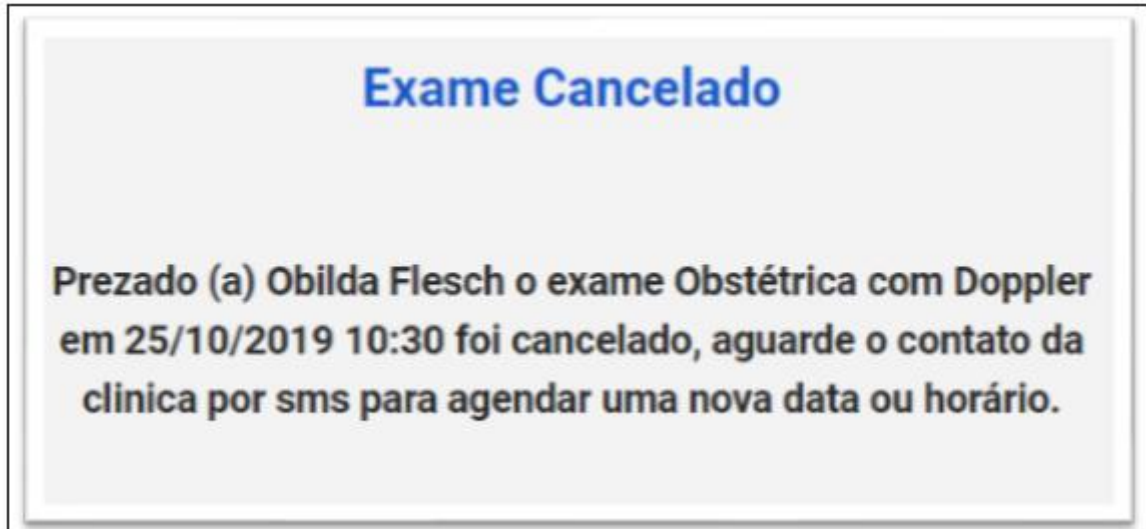 Exame Cancelado
Prezado (a) Obilda Flesch o exame Obstétrica com Doppler
em 25/10/2019 10:30 foi cancelado, aguarde o contato da
clinica por sms para agendar uma nova data ou horário.